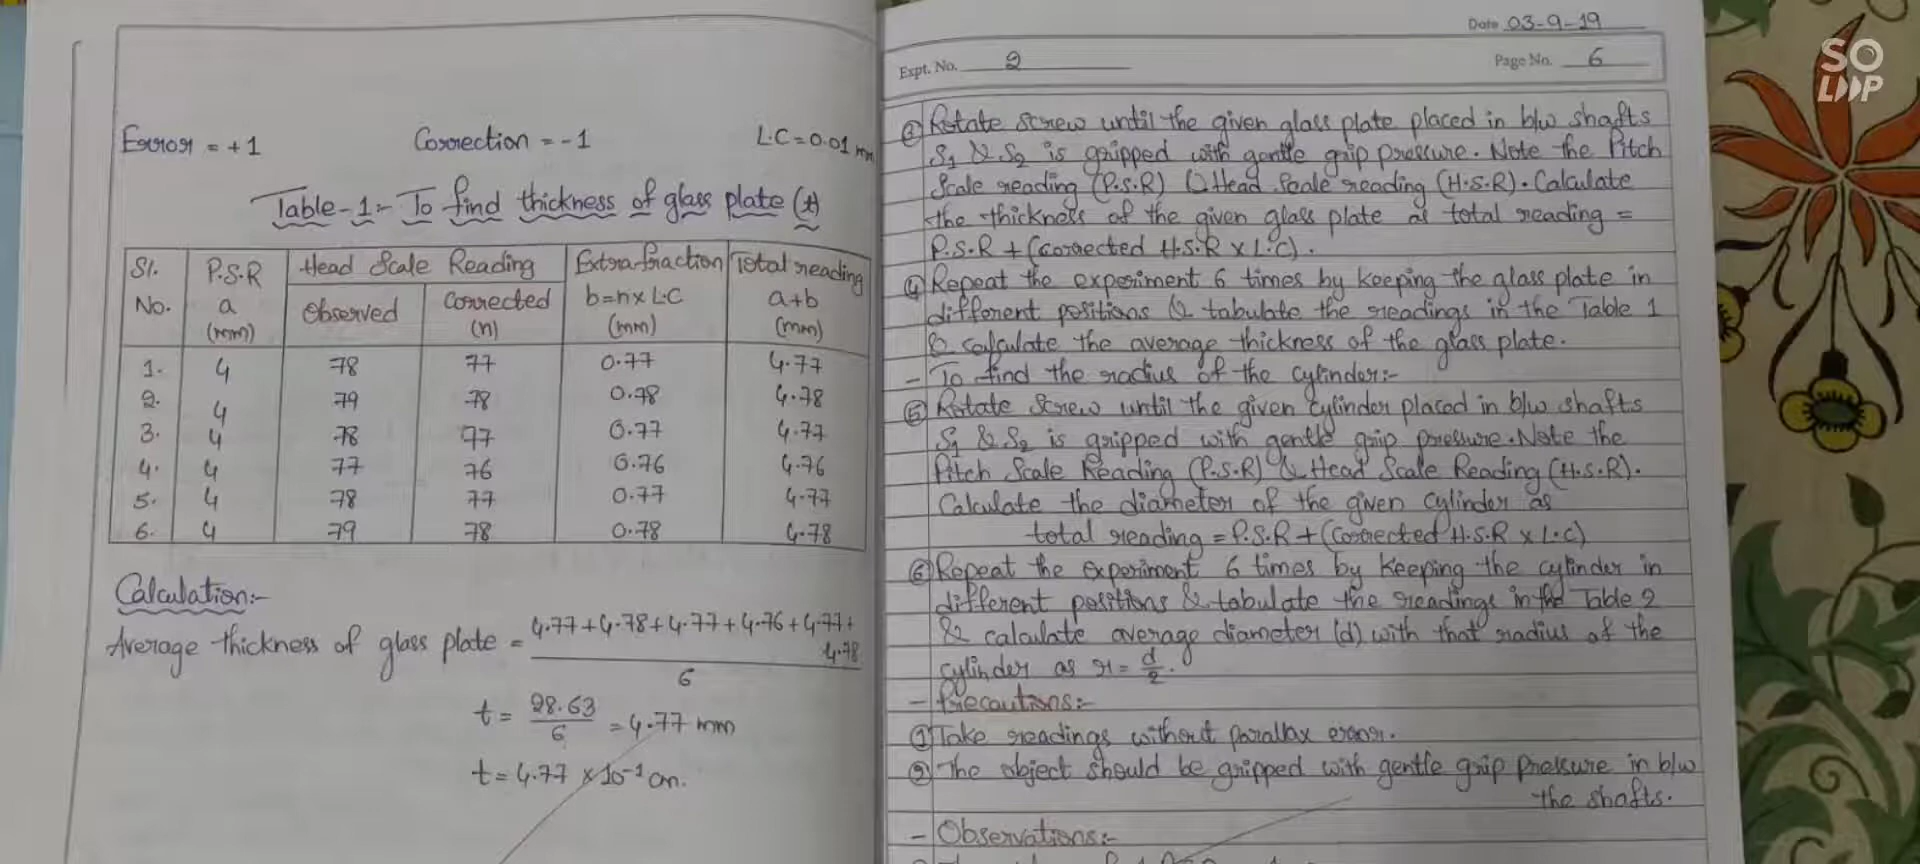 Error = +1 Correction = -1 L.C = 0.01 mm
Table-1:- To find thickness of glass plate (t)
Sl. No. P.S.R a (mm) Head Scale Reading Observed Corrected (n) Extra fraction b=n x L.C (mm) Total reading a+b (mm)
1. 4 78 77 0.77 4.77
2. 4 79 78 0.78 4.78
3. 4 78 77 0.77 4.77
4. 4 77 76 0.76 4.76
5. 4 78 77 0.77 4.77
6. 4 79 78 0.78 4.78
Calculation:-
Average thickness of glass plate = 4.77+4.78+4.77+4.76+4.77+4.78 / 6
t = 28.63 / 6 = 4.77 mm
t = 4.77 x 10⁻¹ cm.
Date 03-9-19
Expt. No. 2 Page No. 6
③ Rotate screw until the given glass plate placed in b/w shafts
S₁ & S₂ is gripped with gentle grip pressure. Note the Pitch
Scale reading (P.S.R) & Head Scale reading (H.S.R). Calculate
the thickness of the given glass plate as total reading =
P.S.R + (corrected H.S.R x L.C).
④ Repeat the experiment 6 times by keeping the glass plate in
different positions & tabulate the readings in the Table 1
& calculate the average thickness of the glass plate.
- To find the radius of the cylinder:-
⑤ Rotate Screw until the given cylinder placed in b/w shafts
S₁ & S₂ is gripped with gentle grip pressure. Note the
Pitch Scale Reading (P.S.R) & Head Scale Reading (H.S.R).
Calculate the diameter of the given cylinder as
total reading = P.S.R + (Corrected H.S.R x L.C)
⑥ Repeat the experiment 6 times by keeping the cylinder in
different positions & tabulate the readings in the Table 2
& calculate average diameter (d) with that radius of the
cylinder as r = d/2.
- Precautions:-
① Take readings without parallax error.
② The object should be gripped with gentle grip pressure in b/w
the shafts.
- Observations:-
SO
LOOP